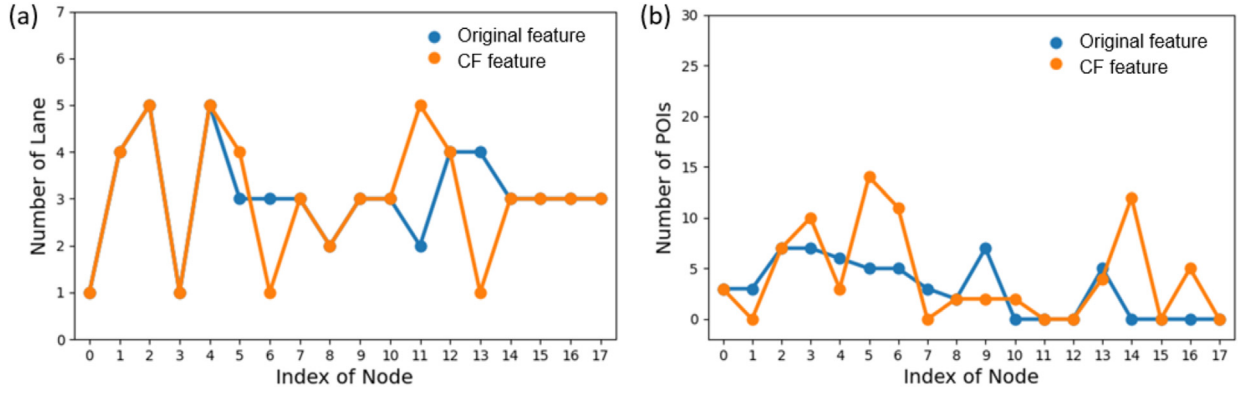 (a)
Number of Lane
7
6
5
4
3
2
1
0
Original feature
CF feature
0 1 2 3 4 5 6 7 8 9 10 11 12 13 14 15 16 17
Index of Node
(b)
Number of POIs
30
25
20
15
10
5
0
Original feature
CF feature
0 1 2 3 4 5 6 7 8 9 10 11 12 13 14 15 16 17
Index of Node